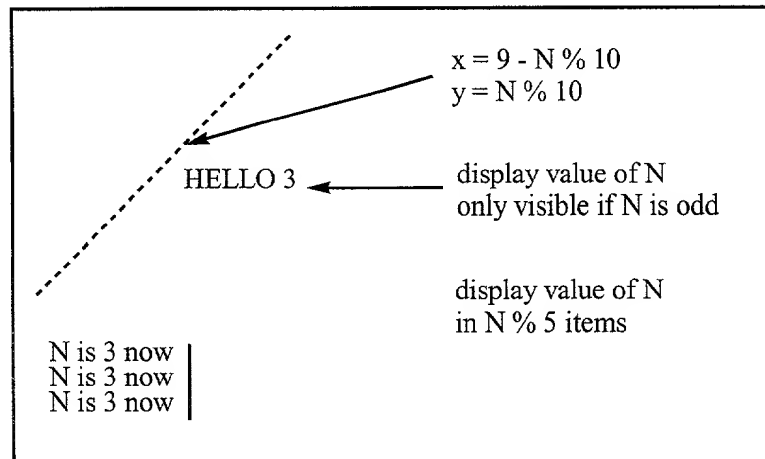 x = 9 - N % 10
y = N % 10
HELLO 3
display value of N
only visible if N is odd
display value of N
in N % 5 items
N is 3 now
N is 3 now
N is 3 now